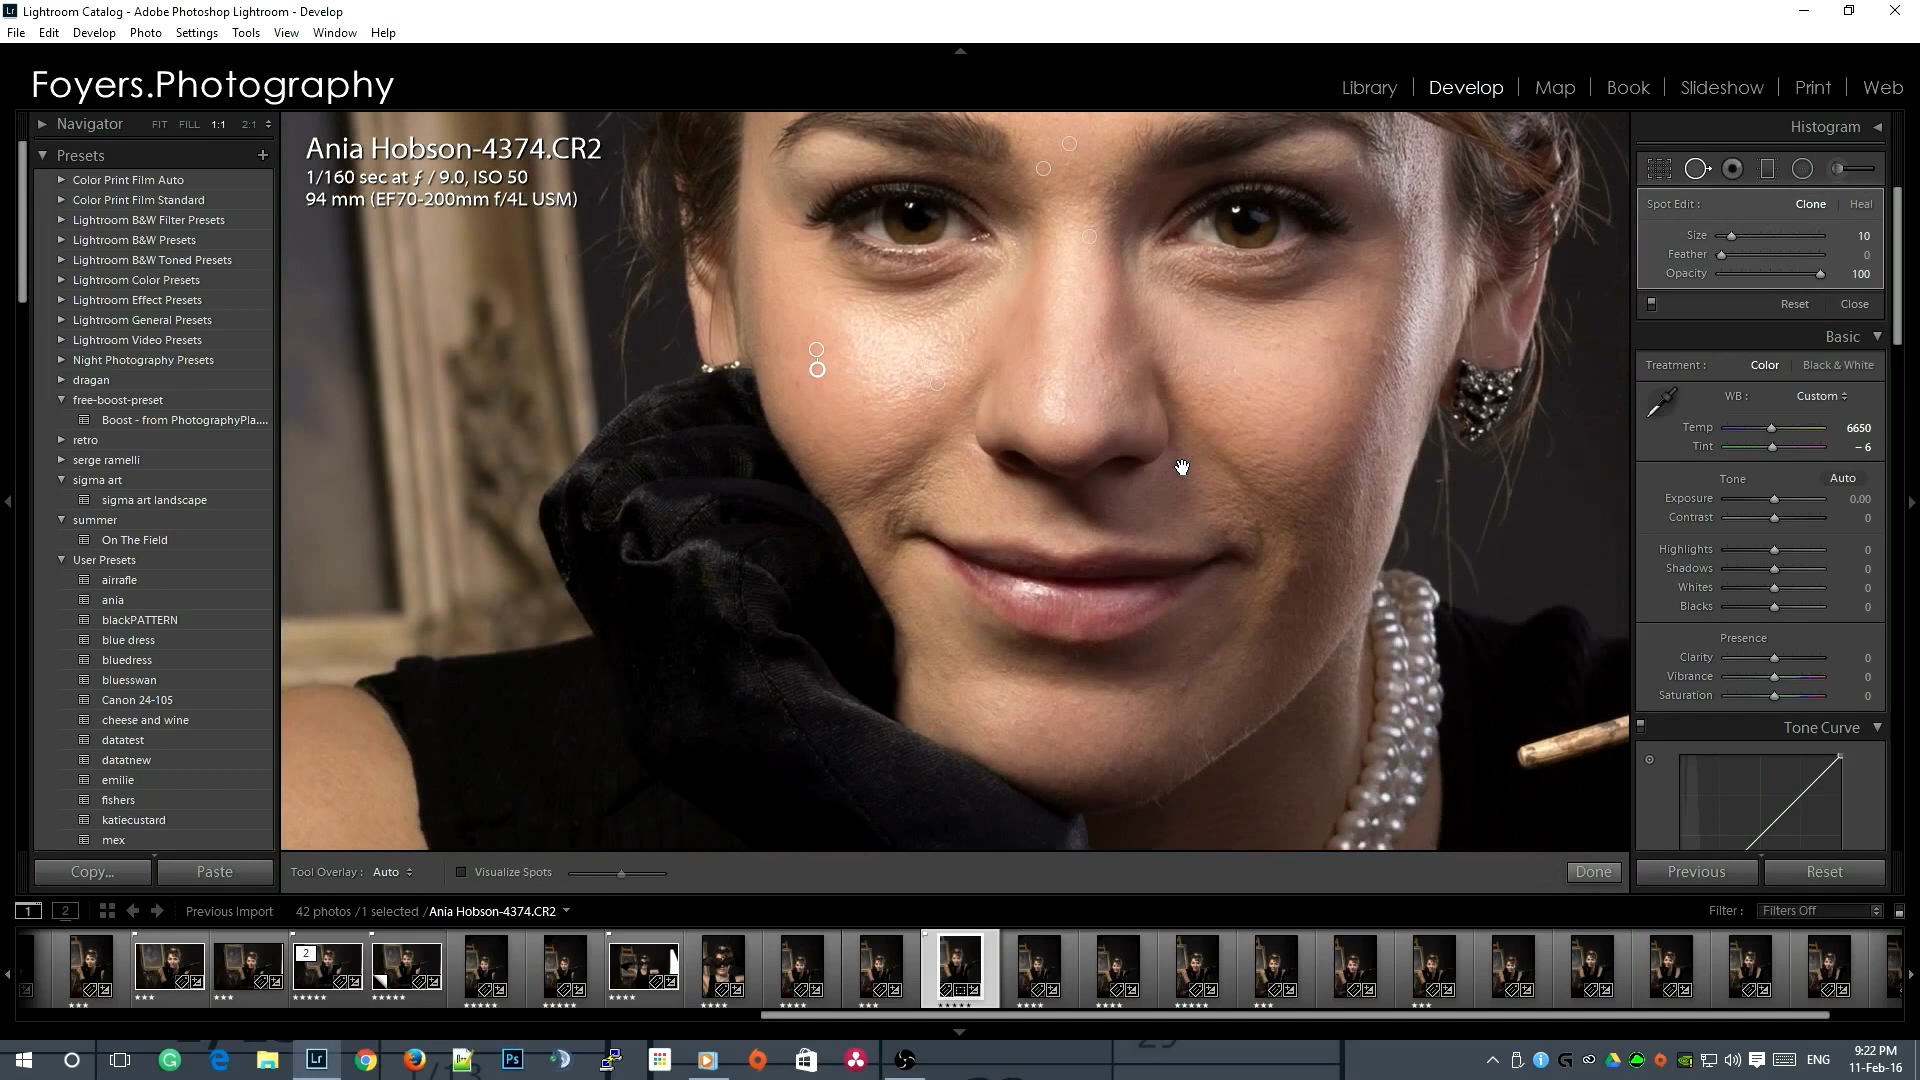 Lightroom Catalog - Adobe Photoshop Lightroom - Develop
File Edit Develop Photo Settings Tools View Window Help
Foyers.Photography
Library Develop Map Book Slideshow Print Web
Navigator FIT FILL 1:1 2:1
Presets +
Color Print Film Auto
Color Print Film Standard
Lightroom B&W Filter Presets
Lightroom B&W Presets
Lightroom B&W Toned Presets
Lightroom Color Presets
Lightroom Effect Presets
Lightroom General Presets
Lightroom Video Presets
Night Photography Presets
dragan
free-boost-preset
Boost - from PhotographyPla....
retro
serge ramelli
sigma art
sigma art landscape
summer
On The Field
User Presets
airrafle
ania
blackPATTERN
blue dress
bluedress
bluesswan
Canon 24-105
cheese and wine
datatest
datatnew
emilie
fishers
katiecustard
mex
Copy... Paste
Ania Hobson-4374.CR2
1/160 sec at ƒ / 9.0, ISO 50
94 mm (EF70-200mm f/4L USM)
Tool Overlay : Auto Visualize Spots Done
Histogram
Spot Edit : Clone Heal
Size 10
Feather 0
Opacity 100
Reset Close
Basic
Treatment : Color Black & White
WB : Custom
Temp 6650
Tint – 6
Tone Auto
Exposure 0.00
Contrast 0
Highlights 0
Shadows 0
Whites 0
Blacks 0
Presence
Clarity 0
Vibrance 0
Saturation 0
Tone Curve
Previous Reset
1 2 Previous Import 42 photos / 1 selected / Ania Hobson-4374.CR2 Filter : Filters Off
2
Lr Ps ENG 9:22 PM
11-Feb-16